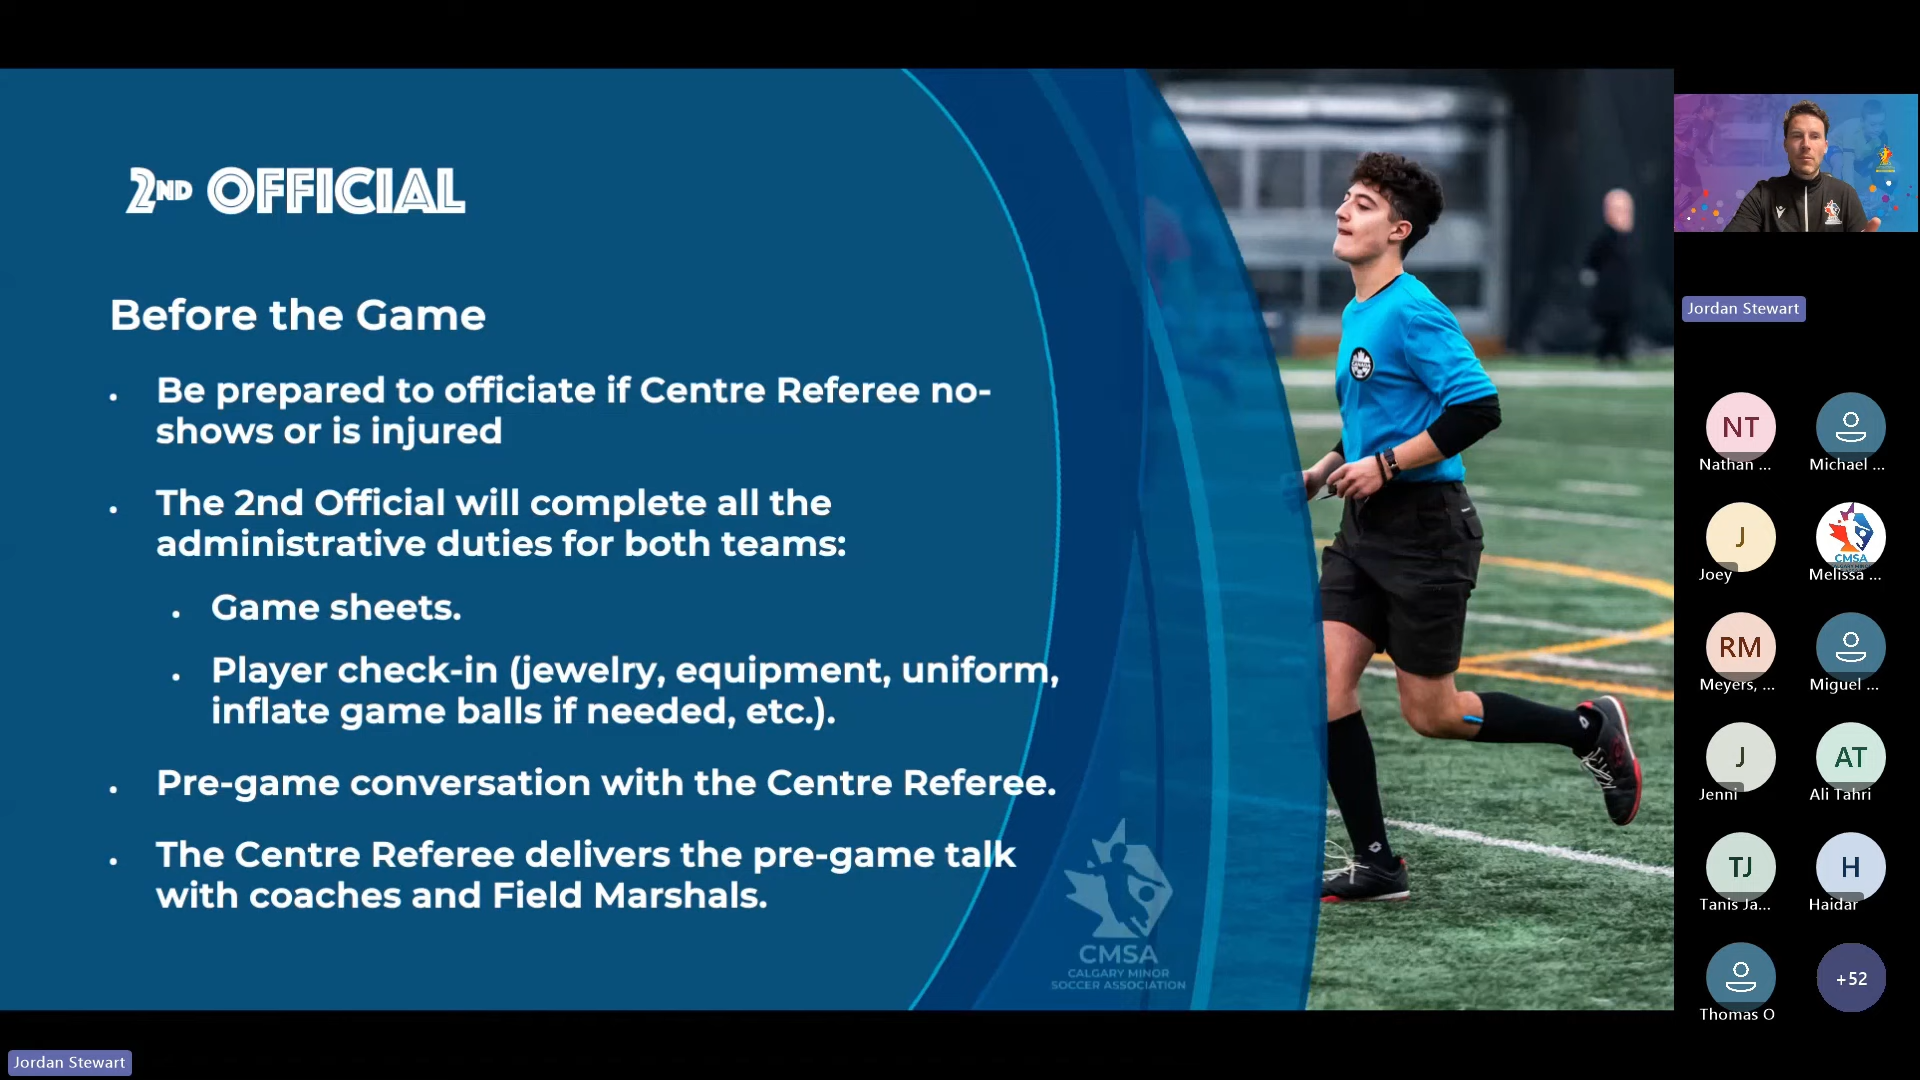 2ND OFFICIAL
Before the Game
Be prepared to officiate if Centre Referee no-
shows or is injured
The 2nd Official will complete all the
administrative duties for both teams:
Game sheets.
Player check-in (jewelry, equipment, uniform,
inflate game balls if needed, etc.).
Pre-game conversation with the Centre Referee.
The Centre Referee delivers the pre-game talk
with coaches and Field Marshals.
CMSA
CALGARY MINOR
SOCCER ASSOCIATION
CANADA
Jordan Stewart
NT
Nathan ...
Michael ...
J
Joey
CMSA
Melissa ...
RM
Meyers, ...
Miguel ...
J
Jenni
AT
Ali Tahri
TJ
Tanis Ja...
H
Haidar
Thomas O
+52
Jordan Stewart